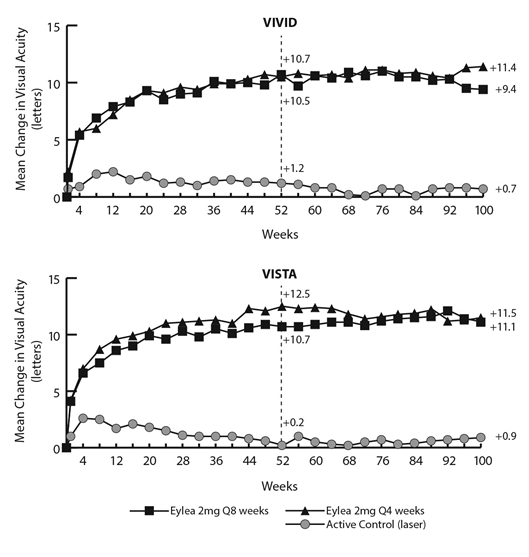 VIVID
Mean Change in Visual Acuity
(letters)
15
10
5
0
+10.7
+10.5
+1.2
+11.4
+9.4
+0.7
4 12 20 28 36 44 52 60 68 76 84 92 100
Weeks
VISTA
Mean Change in Visual Acuity
(letters)
15
10
5
0
+12.5
+10.7
+0.2
+11.5
+11.1
+0.9
4 12 20 28 36 44 52 60 68 76 84 92 100
Weeks
Eylea 2mg Q8 weeks
Eylea 2mg Q4 weeks
Active Control (laser)